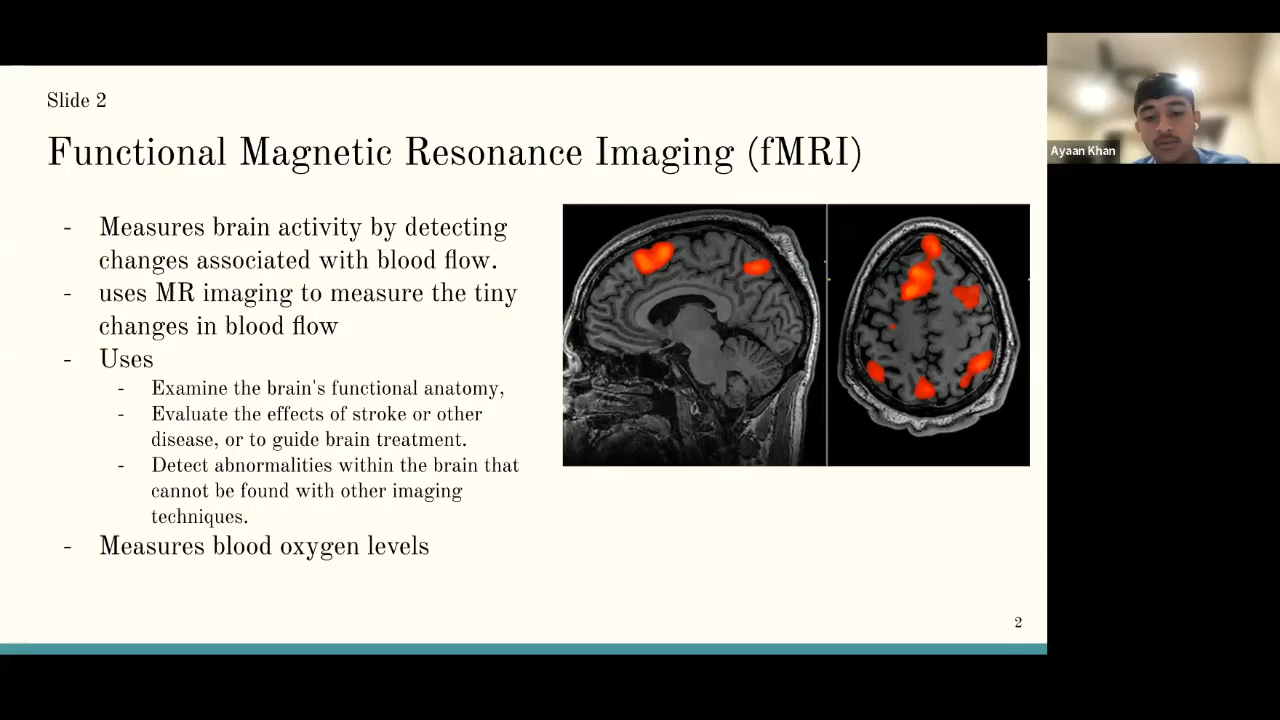 Slide 2
Functional Magnetic Resonance Imaging (fMRI)
- Measures brain activity by detecting
changes associated with blood flow.
- uses MR imaging to measure the tiny
changes in blood flow
- Uses
- Examine the brain's functional anatomy,
- Evaluate the effects of stroke or other
disease, or to guide brain treatment.
- Detect abnormalities within the brain that
cannot be found with other imaging
techniques.
- Measures blood oxygen levels
2
Ayaan Khan